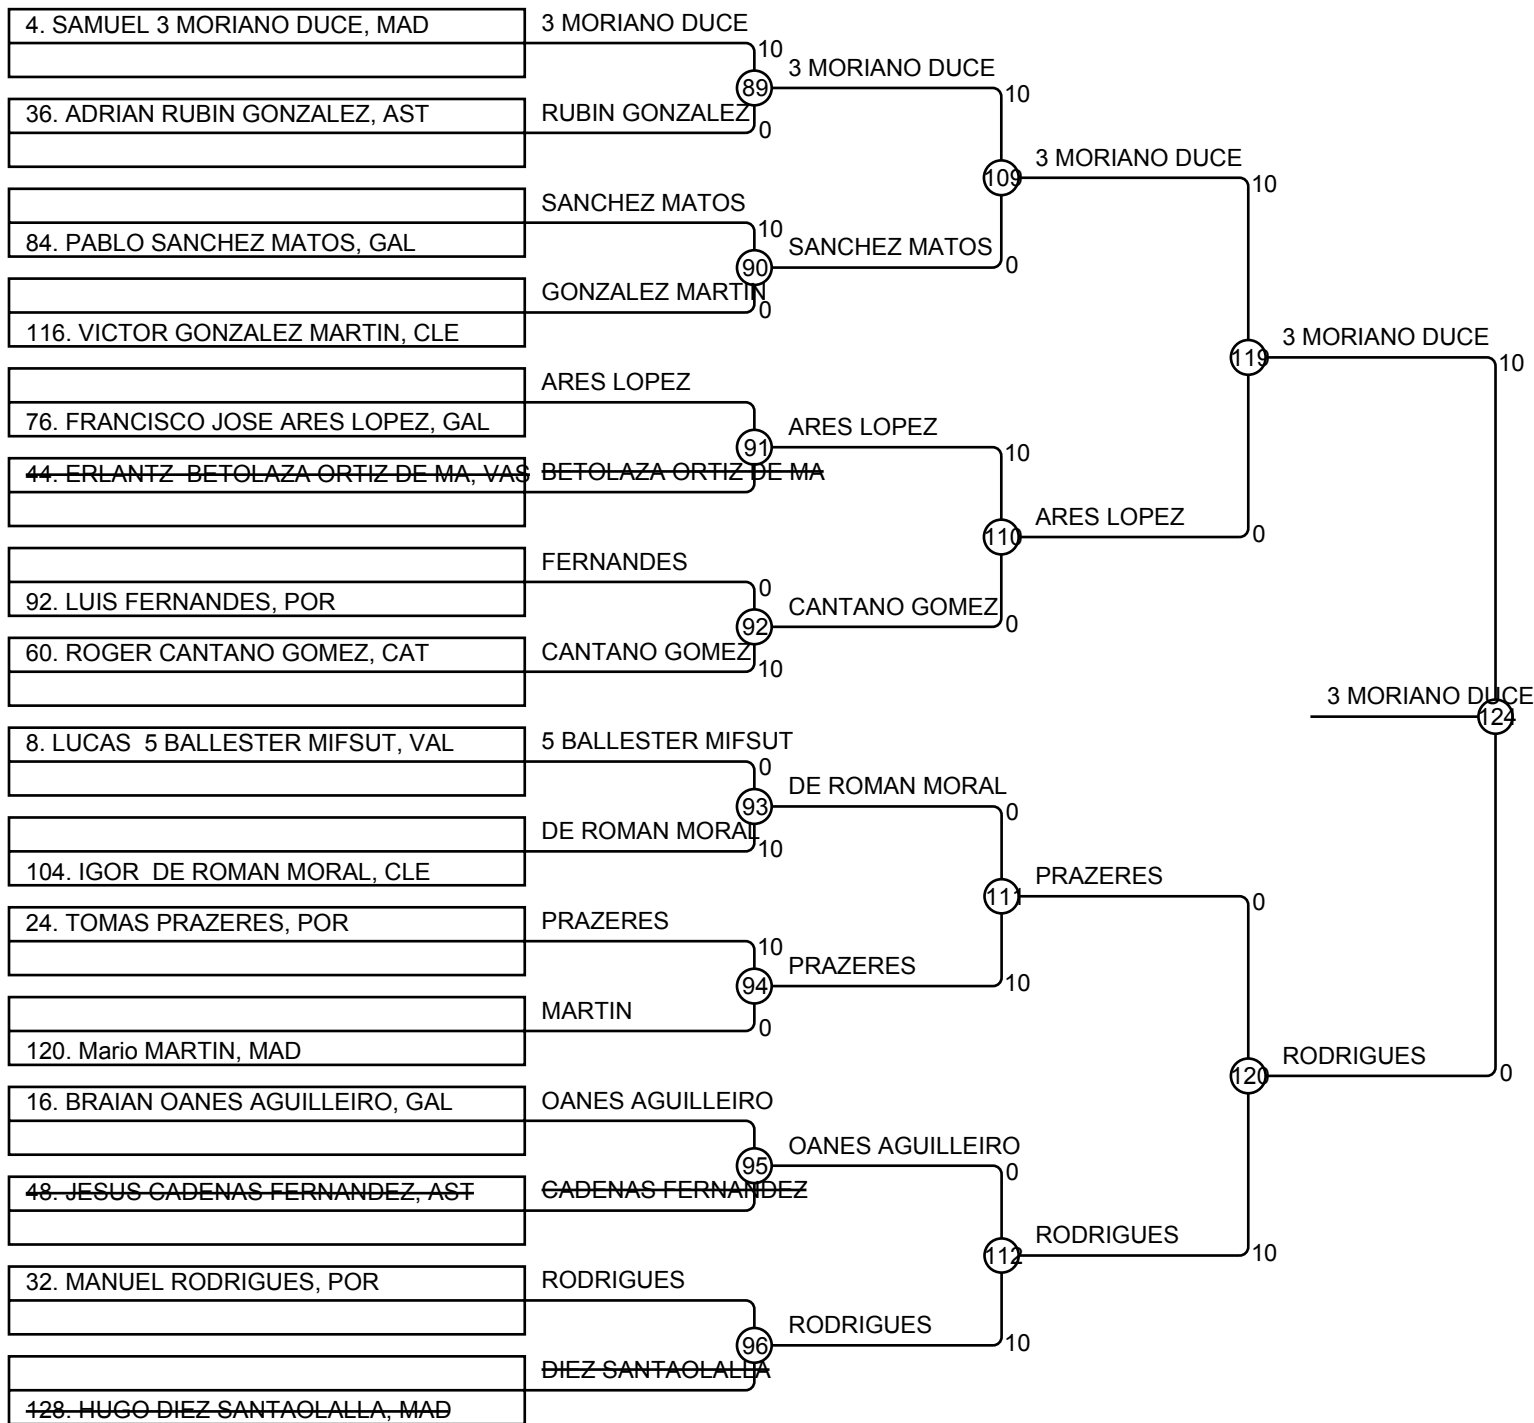 4. SAMUEL 3 MORIANO DUCE, MAD
36. ADRIAN RUBIN GONZALEZ, AST
84. PABLO SANCHEZ MATOS, GAL
116. VICTOR GONZALEZ MARTIN, CLE
76. FRANCISCO JOSE ARES LOPEZ, GAL
44. ERLANTZ  BETOLAZA ORTIZ DE MA, VAS
92. LUIS FERNANDES, POR
60. ROGER CANTANO GOMEZ, CAT
8. LUCAS  5 BALLESTER MIFSUT, VAL
104. IGOR  DE ROMAN MORAL, CLE
24. TOMAS PRAZERES, POR
120. Mario MARTIN, MAD
16. BRAIAN OANES AGUILLEIRO, GAL
48. JESUS CADENAS FERNANDEZ, AST
32. MANUEL RODRIGUES, POR
128. HUGO DIEZ SANTAOLALLA, MAD
3 MORIANO DUCE
10
89
RUBIN GONZALEZ
0
SANCHEZ MATOS
10
90
GONZALEZ MARTIN
0
ARES LOPEZ
91
BETOLAZA ORTIZ DE MA
FERNANDES
0
92
CANTANO GOMEZ
10
5 BALLESTER MIFSUT
0
93
DE ROMAN MORAL
10
PRAZERES
10
94
MARTIN
0
OANES AGUILLEIRO
95
CADENAS FERNANDEZ
RODRIGUES
96
DIEZ SANTAOLALLA
3 MORIANO DUCE
10
109
SANCHEZ MATOS
0
ARES LOPEZ
10
110
CANTANO GOMEZ
0
DE ROMAN MORAL
0
111
PRAZERES
10
OANES AGUILLEIRO
0
112
RODRIGUES
10
3 MORIANO DUCE
10
119
ARES LOPEZ
0
PRAZERES
0
120
RODRIGUES
10
3 MORIANO DUCE
10
124
RODRIGUES
0
3 MORIANO DUCE